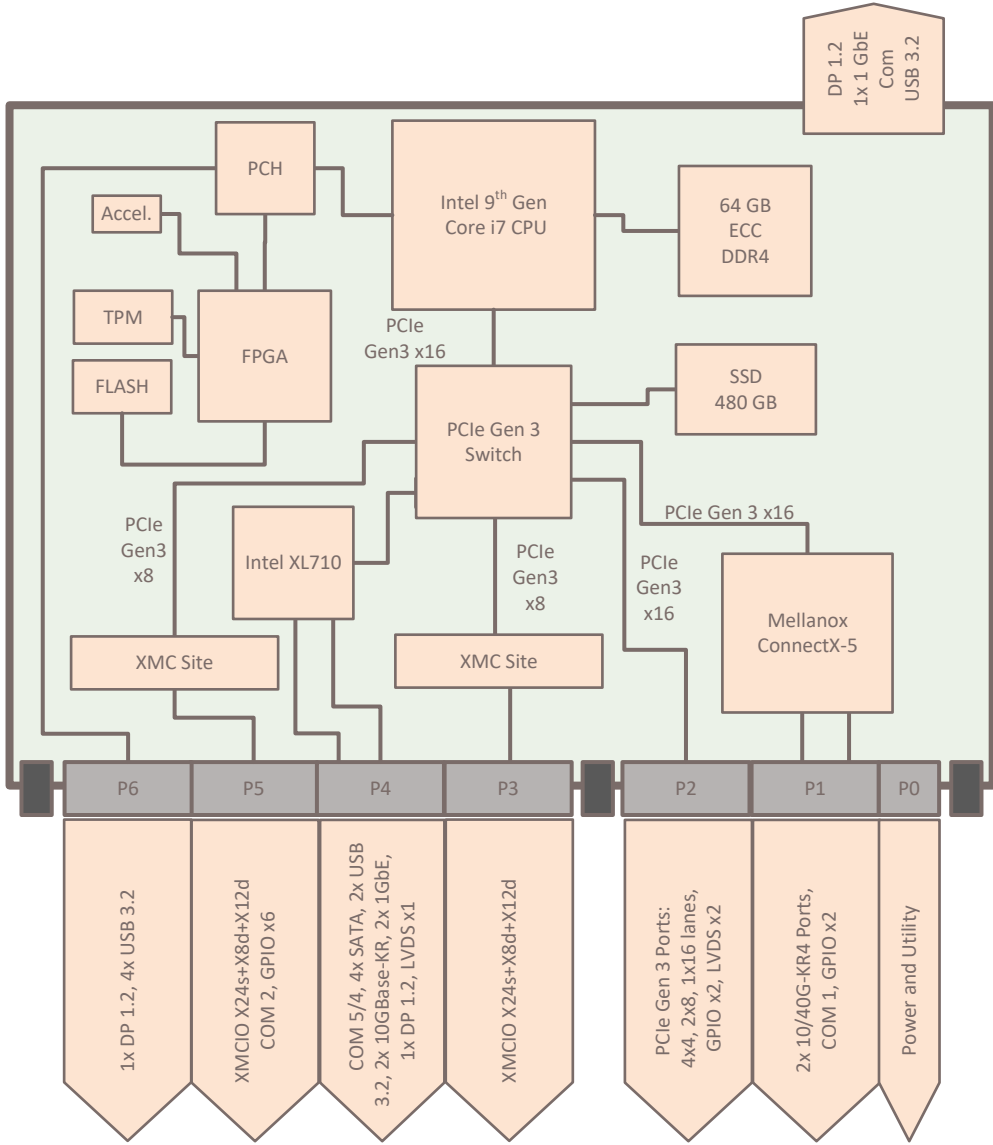 DP 1.2
1x 1 GbE
Com
USB 3.2
PCH
Intel 9th Gen
Core i7 CPU
Accel.
64 GB
ECC
DDR4
TPM
FPGA
FLASH
PCIe
Gen3 x16
SSD
480 GB
PCIe Gen 3
Switch
PCIe
Gen3
x8
Intel XL710
PCIe
Gen3
x8
PCIe
Gen3
x16
PCIe Gen 3 x16
Mellanox
ConnectX-5
XMC Site
XMC Site
P6
P5
P4
P3
P2
P1
P0
1x DP 1.2, 4x USB 3.2
XMCIO X24s+X8d+X12d
COM 2, GPIO x6
COM 5/4, 4x SATA, 2x USB
3.2, 2x 10GBase-KR, 2x 1GbE,
1x DP 1.2, LVDS x1
XMCIO X24s+X8d+X12d
PCIe Gen 3 Ports:
4x4, 2x8, 1x16 lanes,
GPIO x2, LVDS x2
2x 10/40G-KR4 Ports,
COM 1, GPIO x2
Power and Utility